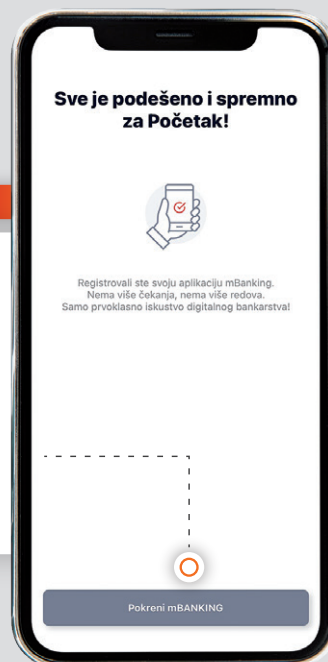 Sve je podešeno i spremno
za Početak!
Registrovali ste svoju aplikaciju mBanking.
Nema više čekanja, nema više redova.
Samo prvoklasno iskustvo digitalnog bankarstva!
Pokreni mBANKING